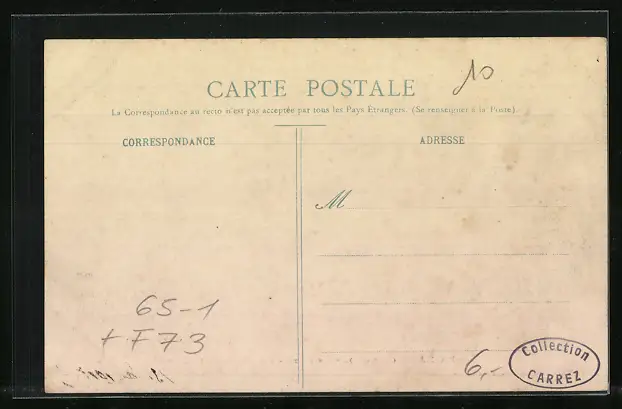 10
CARTE POSTALE
La Correspondance au recto n'est pas acceptée par tous les Pays Étrangers. (Se renseigner à la Poste).
CORRESPONDANCE
ADRESSE
M
65-1
+ F73
6,-
Collection
CARREZ